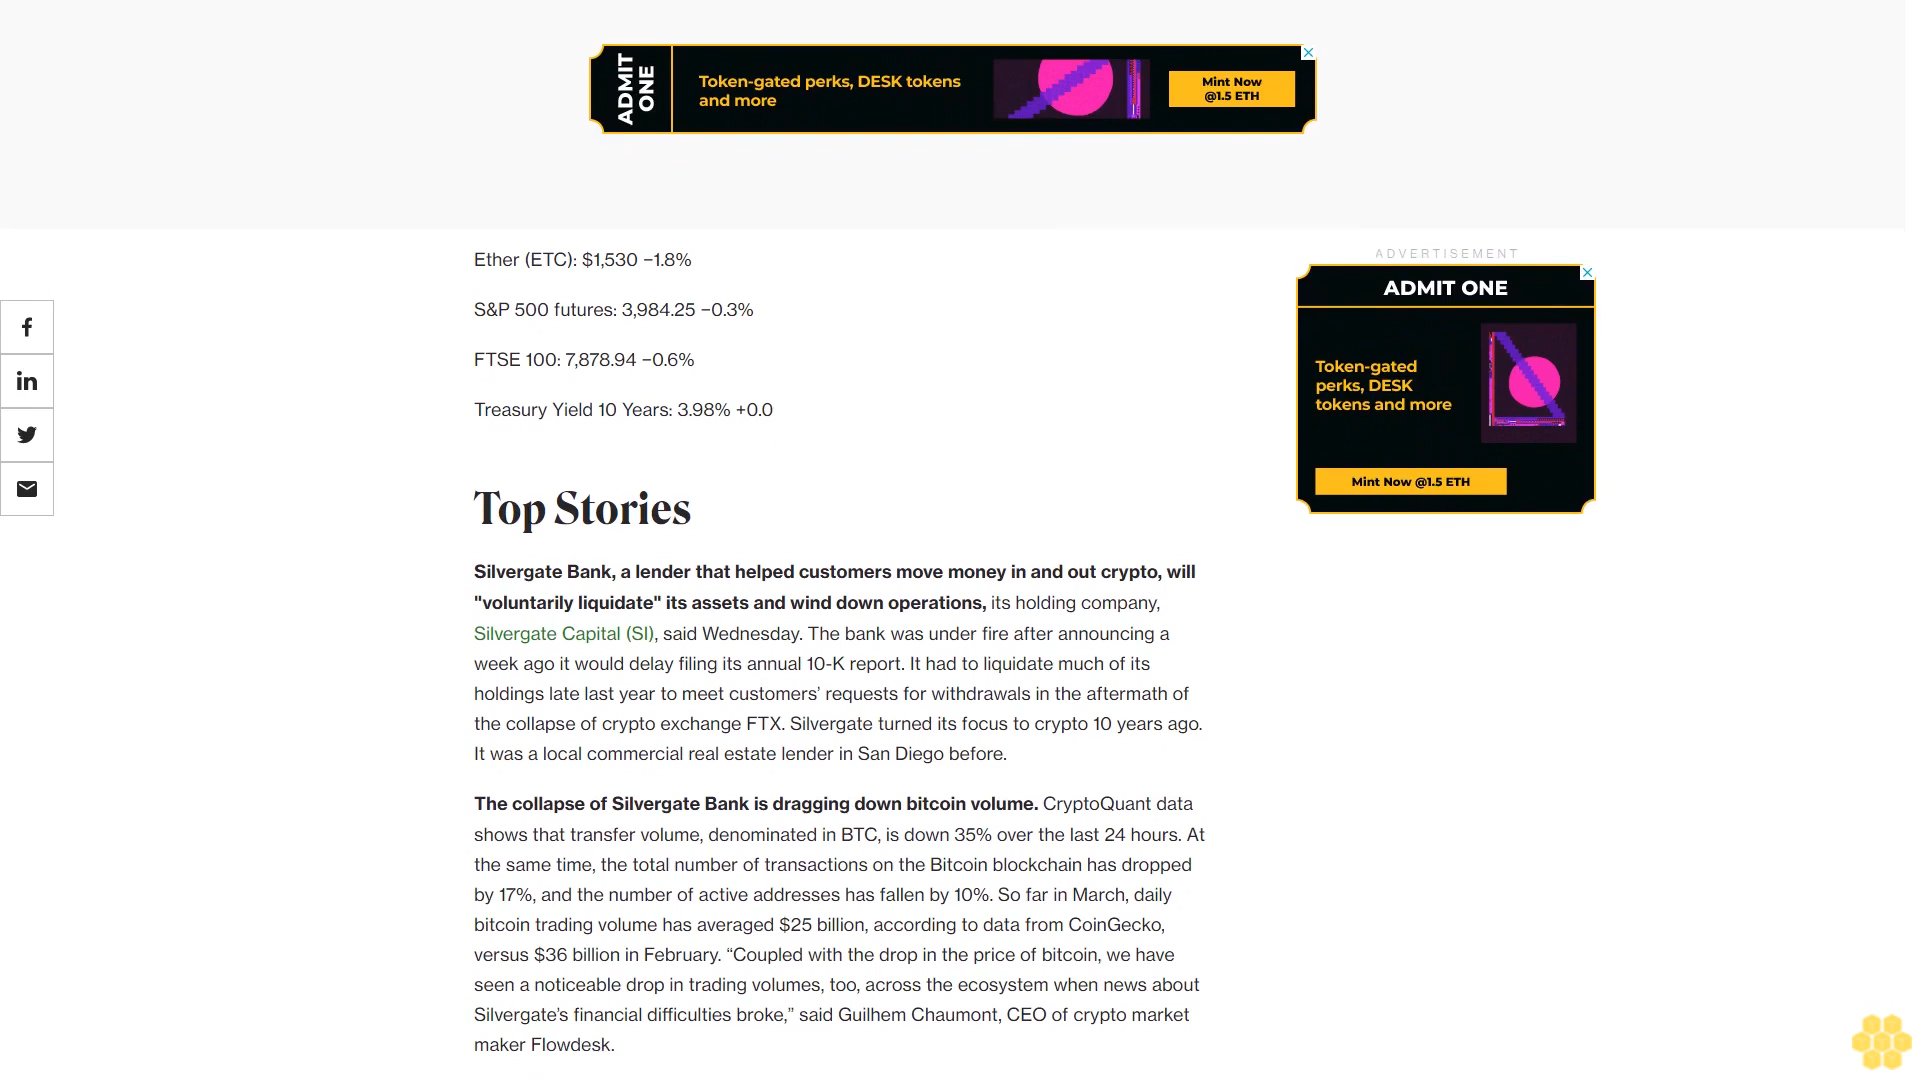 ADMIT
ONE
Token-gated perks, DESK tokens
and more
Mint Now
@1.5 ETH
Ether (ETC): $1,530 −1.8%
S&P 500 futures: 3,984.25 −0.3%
FTSE 100: 7,878.94 −0.6%
Treasury Yield 10 Years: 3.98% +0.0
ADVERTISEMENT
ADMIT ONE
Token-gated
perks, DESK
tokens and more
Mint Now @1.5 ETH
Top Stories
Silvergate Bank, a lender that helped customers move money in and out crypto, will
"voluntarily liquidate" its assets and wind down operations, its holding company,
Silvergate Capital (SI), said Wednesday. The bank was under fire after announcing a
week ago it would delay filing its annual 10-K report. It had to liquidate much of its
holdings late last year to meet customers’ requests for withdrawals in the aftermath of
the collapse of crypto exchange FTX. Silvergate turned its focus to crypto 10 years ago.
It was a local commercial real estate lender in San Diego before.
The collapse of Silvergate Bank is dragging down bitcoin volume. CryptoQuant data
shows that transfer volume, denominated in BTC, is down 35% over the last 24 hours. At
the same time, the total number of transactions on the Bitcoin blockchain has dropped
by 17%, and the number of active addresses has fallen by 10%. So far in March, daily
bitcoin trading volume has averaged $25 billion, according to data from CoinGecko,
versus $36 billion in February. “Coupled with the drop in the price of bitcoin, we have
seen a noticeable drop in trading volumes, too, across the ecosystem when news about
Silvergate’s financial difficulties broke,” said Guilhem Chaumont, CEO of crypto market
maker Flowdesk.